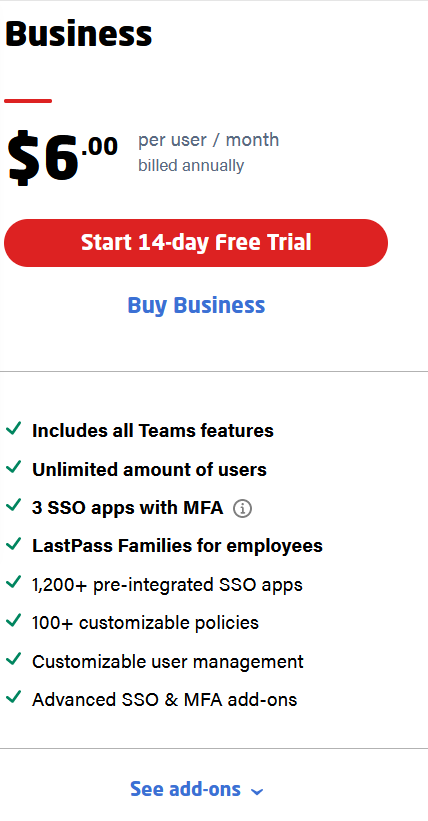 Business
$6.00
per user / month
billed annually
Start 14-day Free Trial
Buy Business
Includes all Teams features
Unlimited amount of users
3 SSO apps with MFA
LastPass Families for employees
1,200+ pre-integrated SSO apps
100+ customizable policies
Customizable user management
Advanced SSO & MFA add-ons
See add-ons